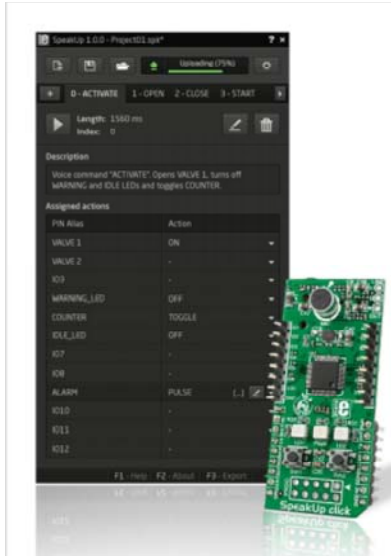 SpeakUp 1.0.0 - Project01.spk*
? ×
Uploading (75%)
+ 0 - ACTIVATE 1 - OPEN 2 - CLOSE 3 - START
Length: 1560 ms
Index: 0
Description
Voice command "ACTIVATE". Opens VALVE 1, turns off
WARNING and IDLE LEDs and toggles COUNTER.
Assigned actions
PIN Alias Action
VALVE 1 ON
VALVE 2 -
IO3 -
WARNING_LED OFF
COUNTER TOGGLE
IDLE_LED OFF
IO7 -
IO8 -
ALARM PULSE [...]
IO10 -
IO11 -
IO12 -
F1 - Help F2 - About F3 - Export
SpeakUp click